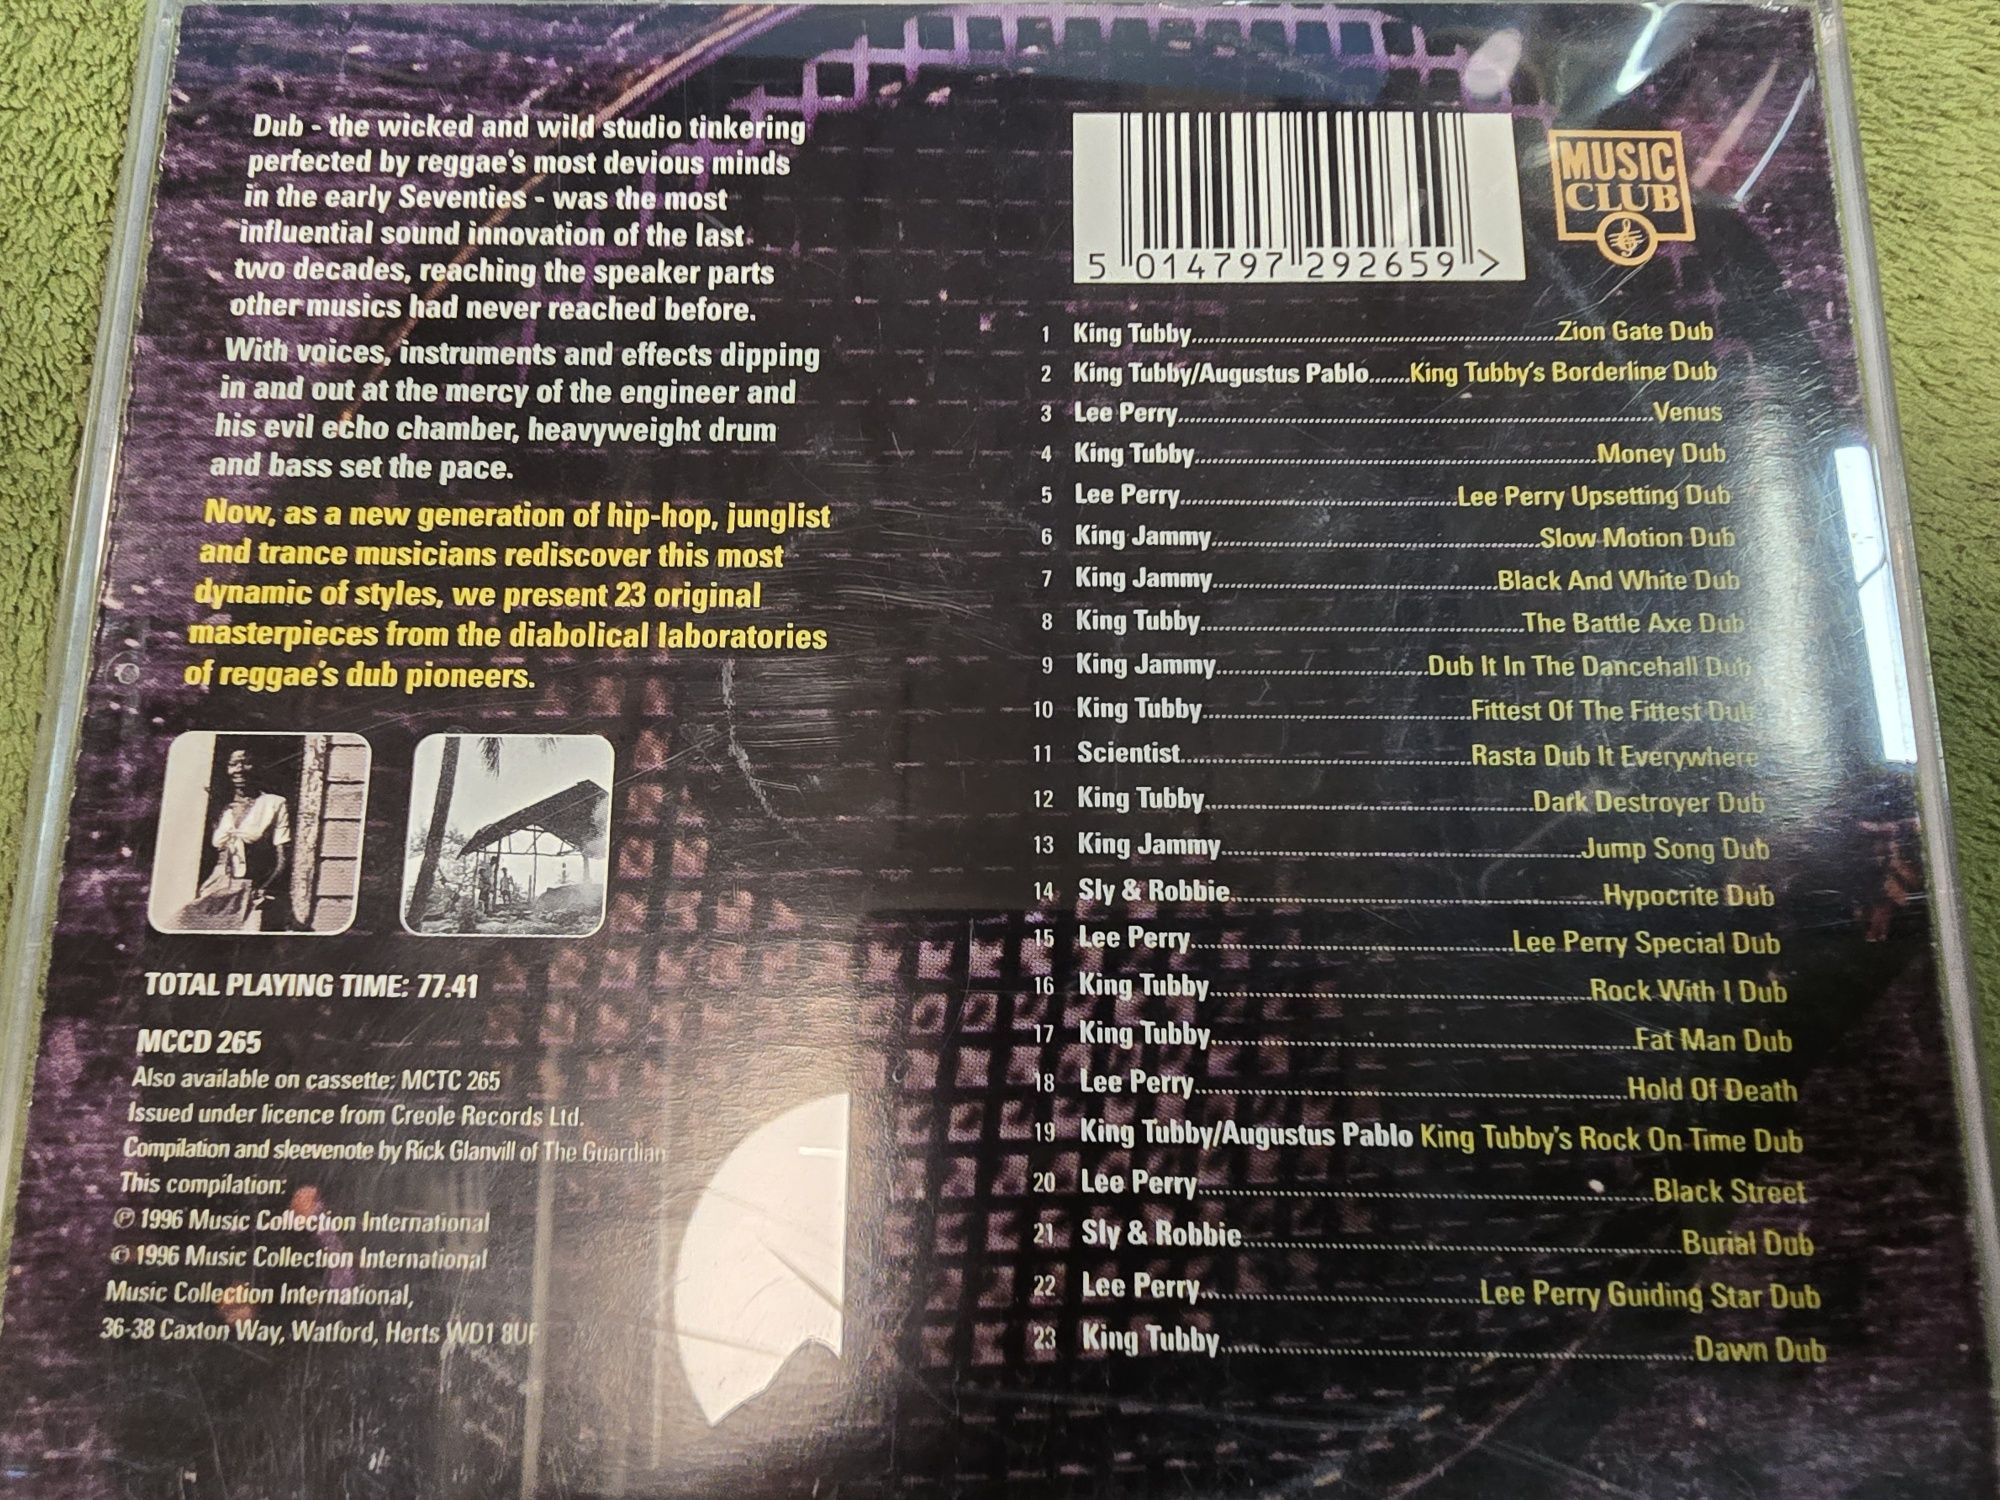 Dub - the wicked and wild studio tinkering
perfected by reggae's most devious minds
in the early Seventies - was the most
influential sound innovation of the last
two decades, reaching the speaker parts
other musics had never reached before.
With voices, instruments and effects dipping
in and out at the mercy of the engineer and
his evil echo chamber, heavyweight drum
and bass set the pace.
Now, as a new generation of hip-hop, junglist
and trance musicians rediscover this most
dynamic of styles, we present 23 original
masterpieces from the diabolical laboratories
of reggae's dub pioneers.
TOTAL PLAYING TIME: 77.41
MCCD 265
Also available on cassette: MCTC 265
Issued under licence from Creole Records Ltd.
Compilation and sleevenote by Rick Glanvill of The Guardian
This compilation:
℗ 1996 Music Collection International
© 1996 Music Collection International
Music Collection International,
36-38 Caxton Way, Watford, Herts WD1 8UF
5 014797 292659 >
MUSIC
CLUB
1 King Tubby Zion Gate Dub
2 King Tubby/Augustus Pablo King Tubby's Borderline Dub
3 Lee Perry Venus
4 King Tubby Money Dub
5 Lee Perry Lee Perry Upsetting Dub
6 King Jammy Slow Motion Dub
7 King Jammy Black And White Dub
8 King Tubby The Battle Axe Dub
9 King Jammy Dub It In The Dancehall Dub
10 King Tubby Fittest Of The Fittest Dub
11 Scientist Rasta Dub It Everywhere
12 King Tubby Dark Destroyer Dub
13 King Jammy Jump Song Dub
14 Sly & Robbie Hypocrite Dub
15 Lee Perry Lee Perry Special Dub
16 King Tubby Rock With I Dub
17 King Tubby Fat Man Dub
18 Lee Perry Hold Of Death
19 King Tubby/Augustus Pablo King Tubby's Rock On Time Dub
20 Lee Perry Black Street
21 Sly & Robbie Burial Dub
22 Lee Perry Lee Perry Guiding Star Dub
23 King Tubby Dawn Dub